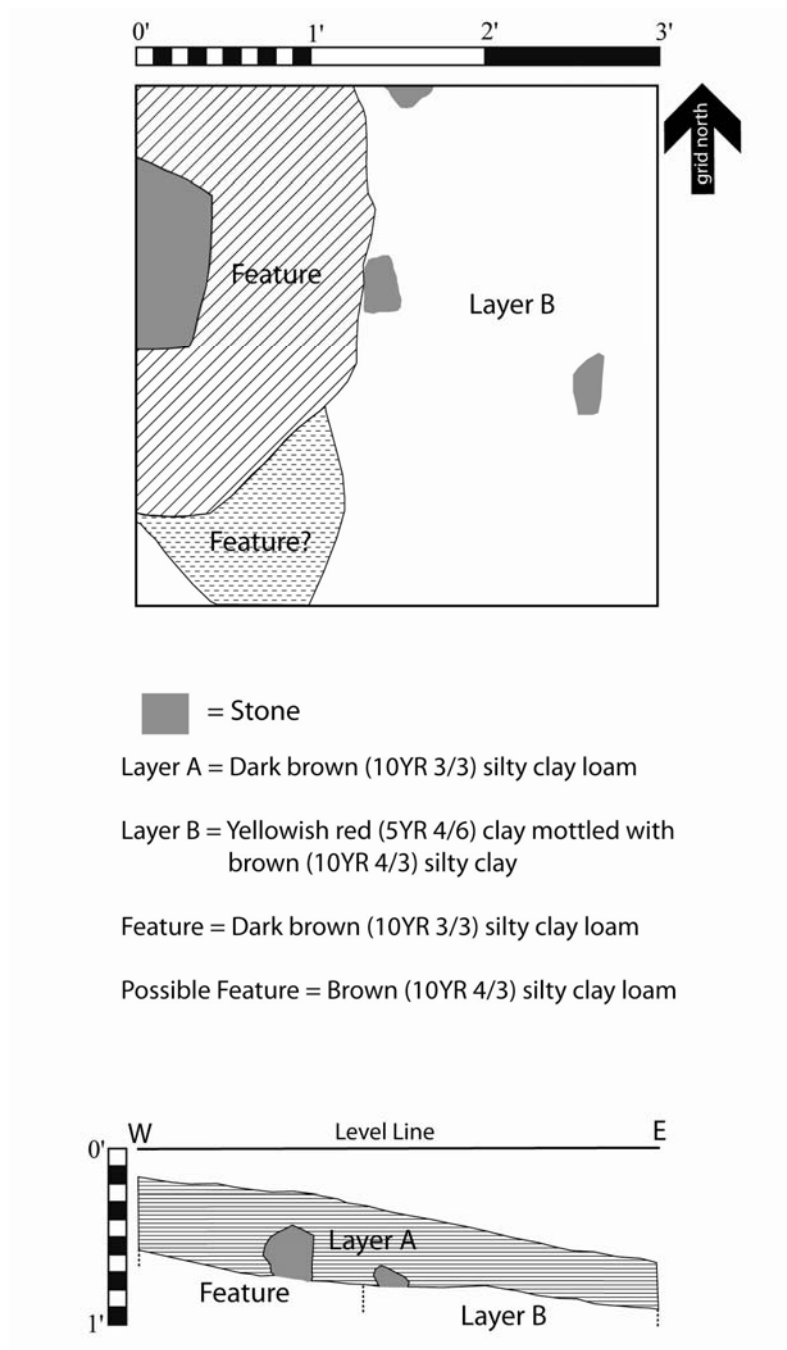 0' 1' 2' 3'
grid north
Feature
Layer B
Feature?
= Stone
Layer A = Dark brown (10YR 3/3) silty clay loam
Layer B = Yellowish red (5YR 4/6) clay mottled with
brown (10YR 4/3) silty clay
Feature = Dark brown (10YR 3/3) silty clay loam
Possible Feature = Brown (10YR 4/3) silty clay loam
W Level Line E
0'
Layer A
Feature
Layer B
1'